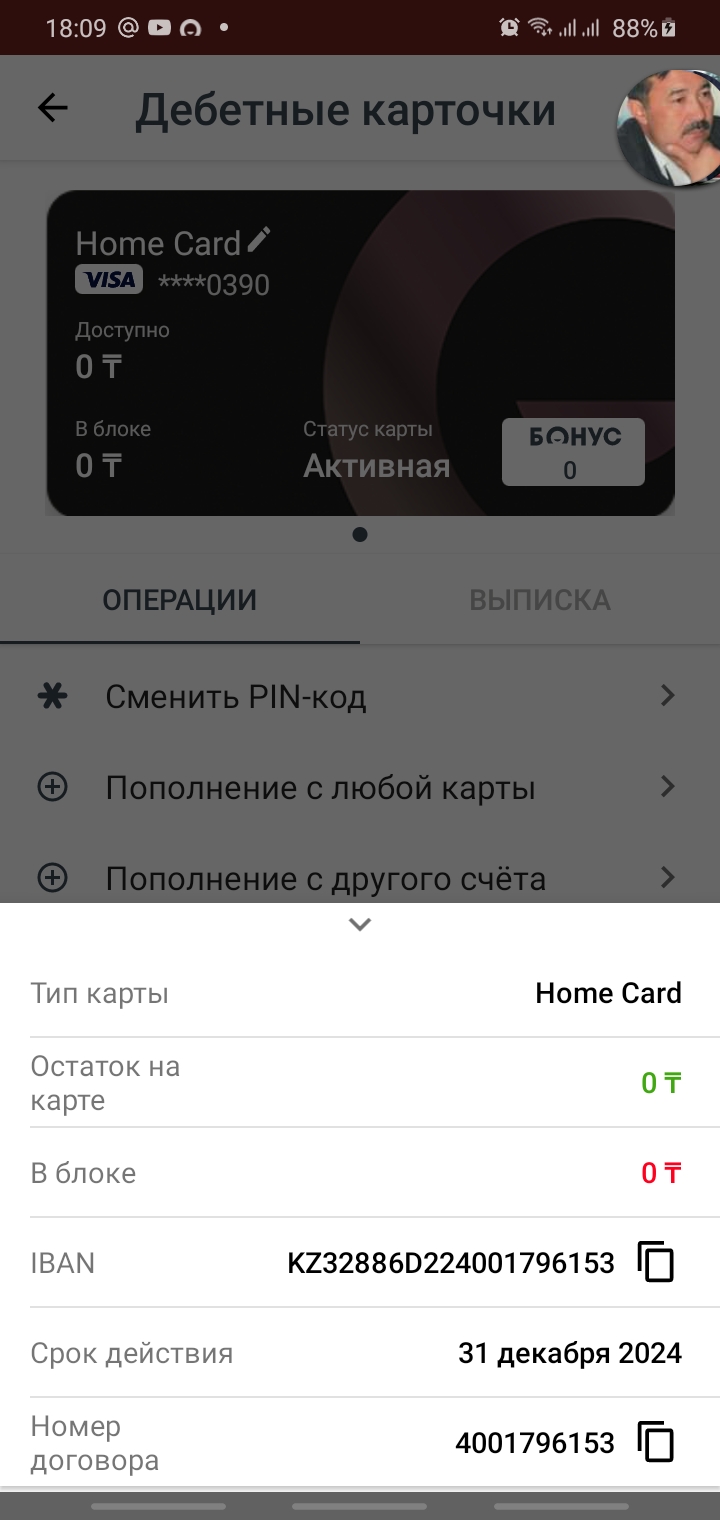 18:09 88%
Дебетные карточки
Home Card
VISA ****0390
Доступно
0 ₸
В блоке
0 ₸
Статус карты
Активная
БОНУС
0
ОПЕРАЦИИ ВЫПИСКА
Сменить PIN-код
Пополнение с любой карты
Пополнение с другого счёта
Тип карты Home Card
Остаток на
карте 0 ₸
В блоке 0 ₸
IBAN KZ32886D224001796153
Срок действия 31 декабря 2024
Номер
договора 4001796153